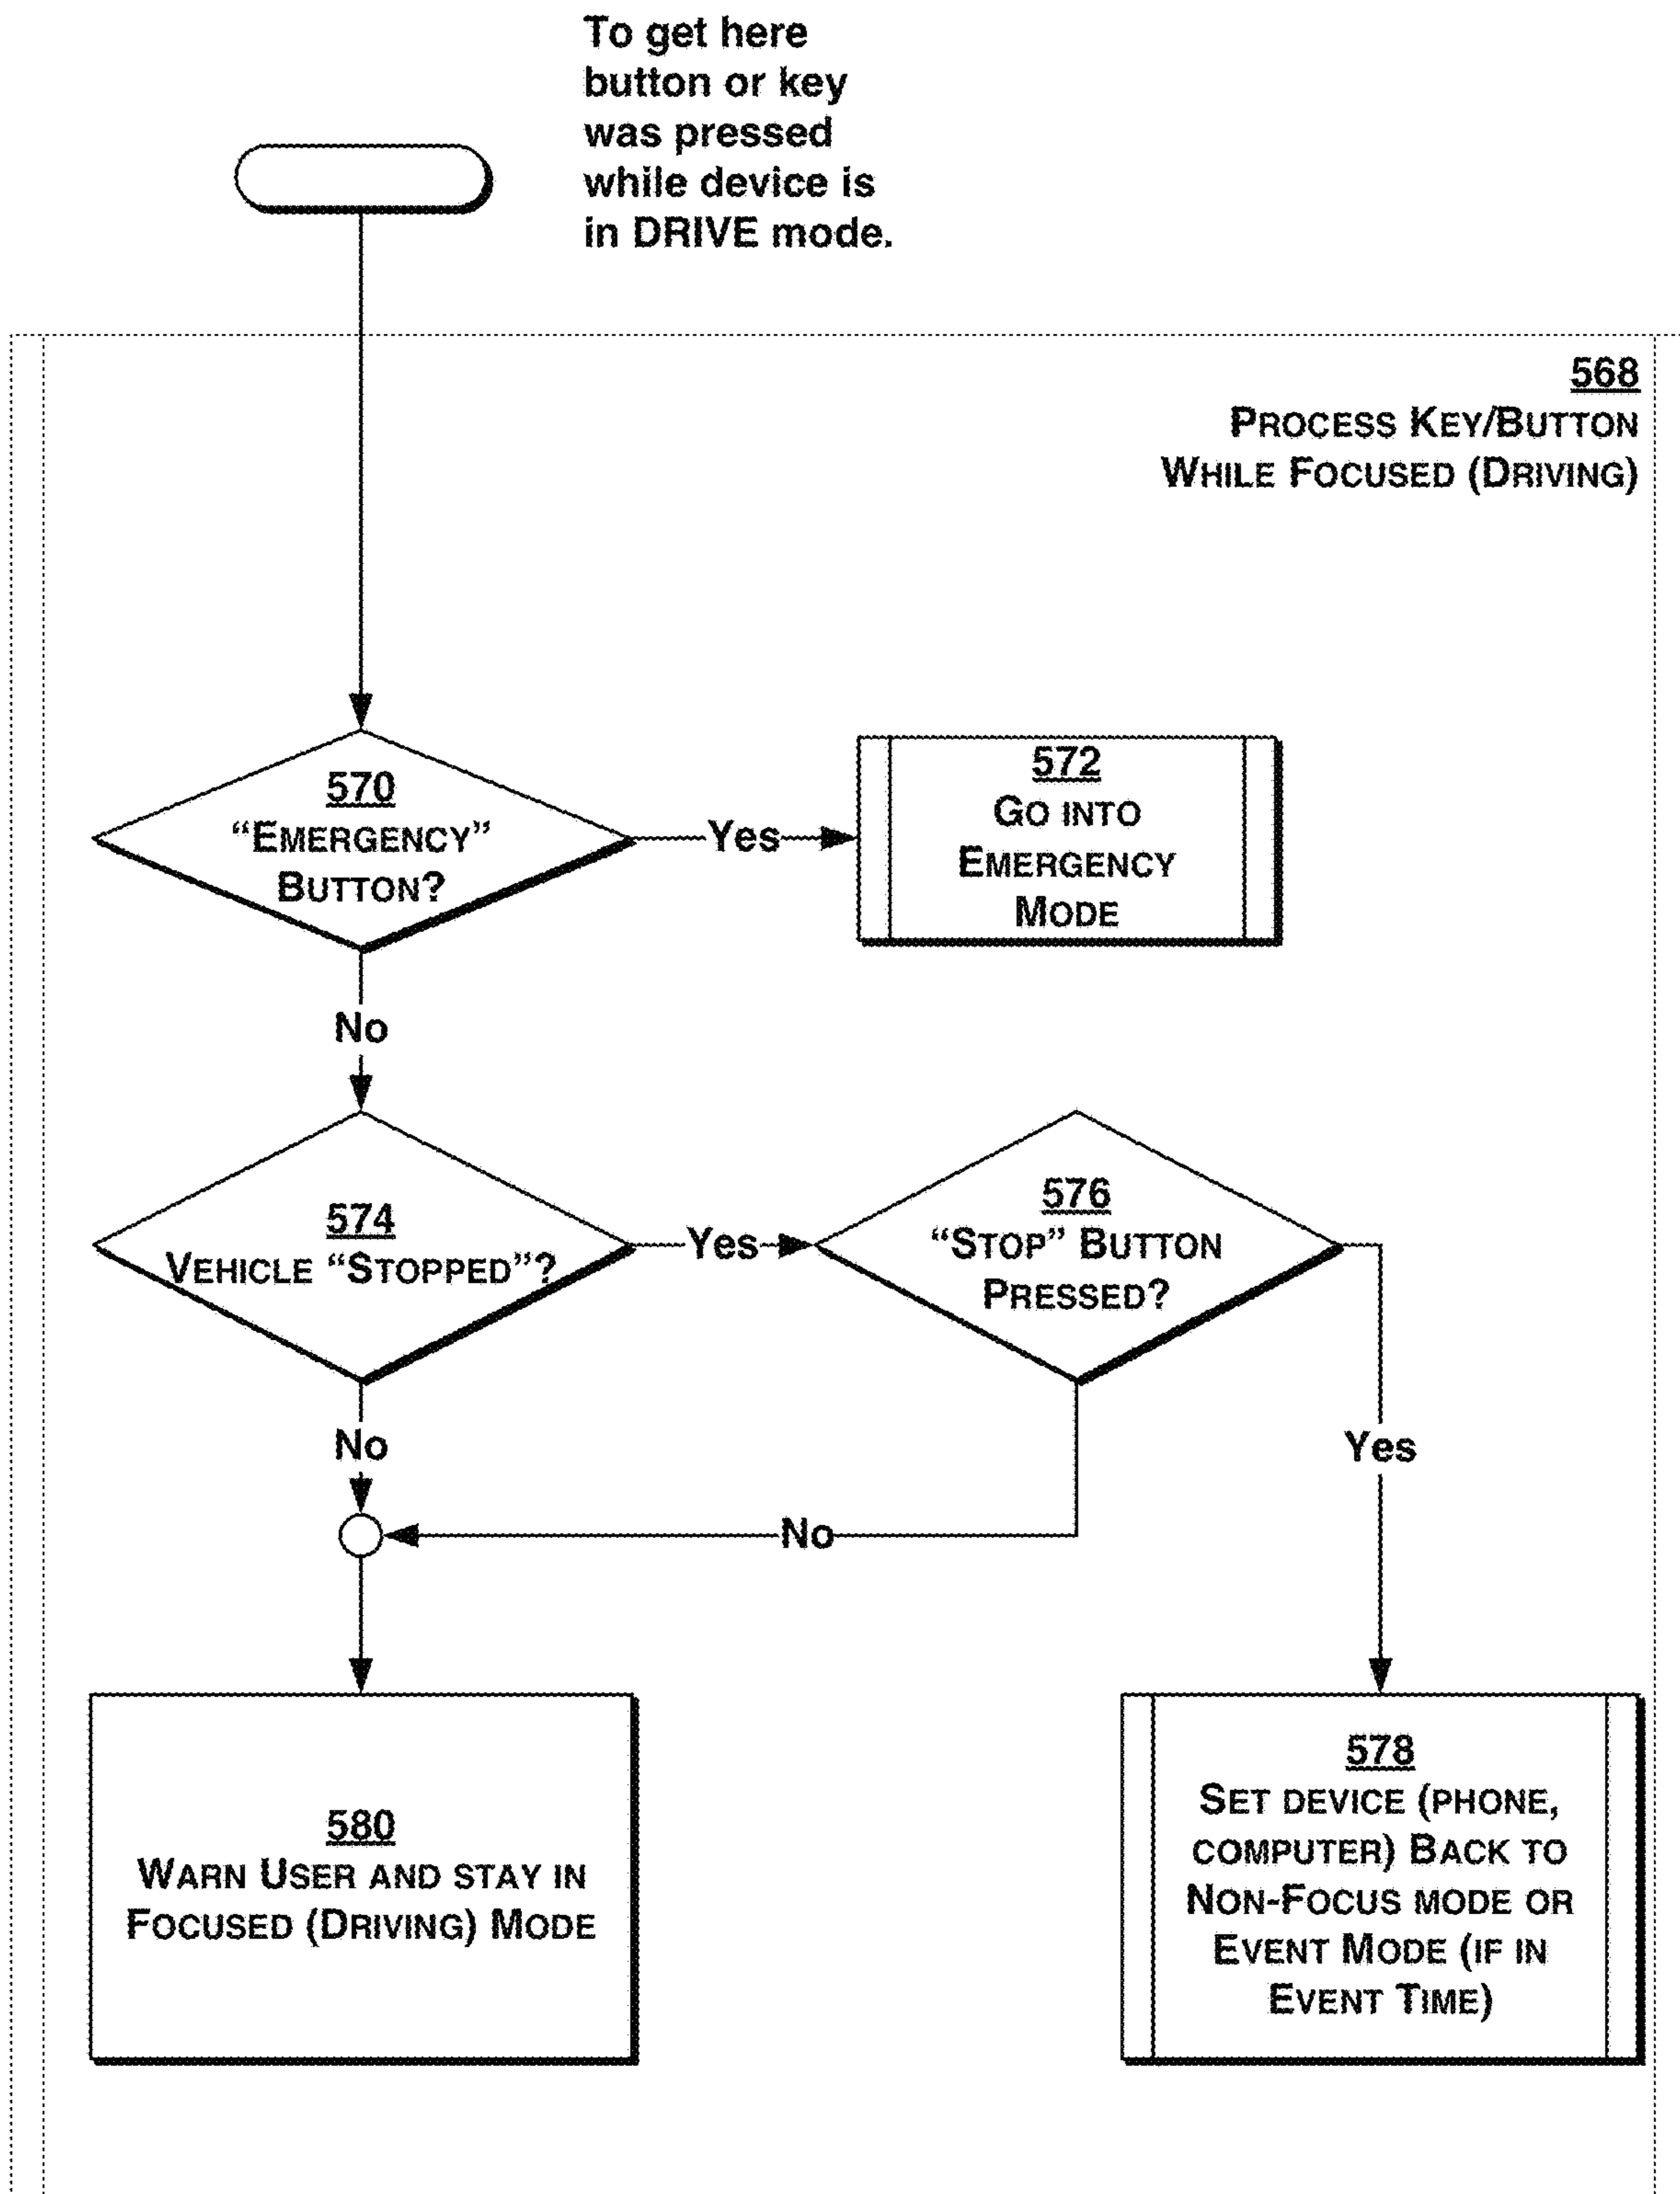 To get here
button or key
was pressed
while device is
in DRIVE mode.
568
PROCESS KEY/BUTTON
WHILE FOCUSED (DRIVING)
570
“EMERGENCY”
BUTTON?
Yes
572
GO INTO
EMERGENCY
MODE
No
574
VEHICLE “STOPPED”?
Yes
576
“STOP” BUTTON
PRESSED?
No
Yes
No
580
WARN USER AND STAY IN
FOCUSED (DRIVING) MODE
578
SET DEVICE (PHONE,
COMPUTER) BACK TO
NON-FOCUS MODE OR
EVENT MODE (IF IN
EVENT TIME)